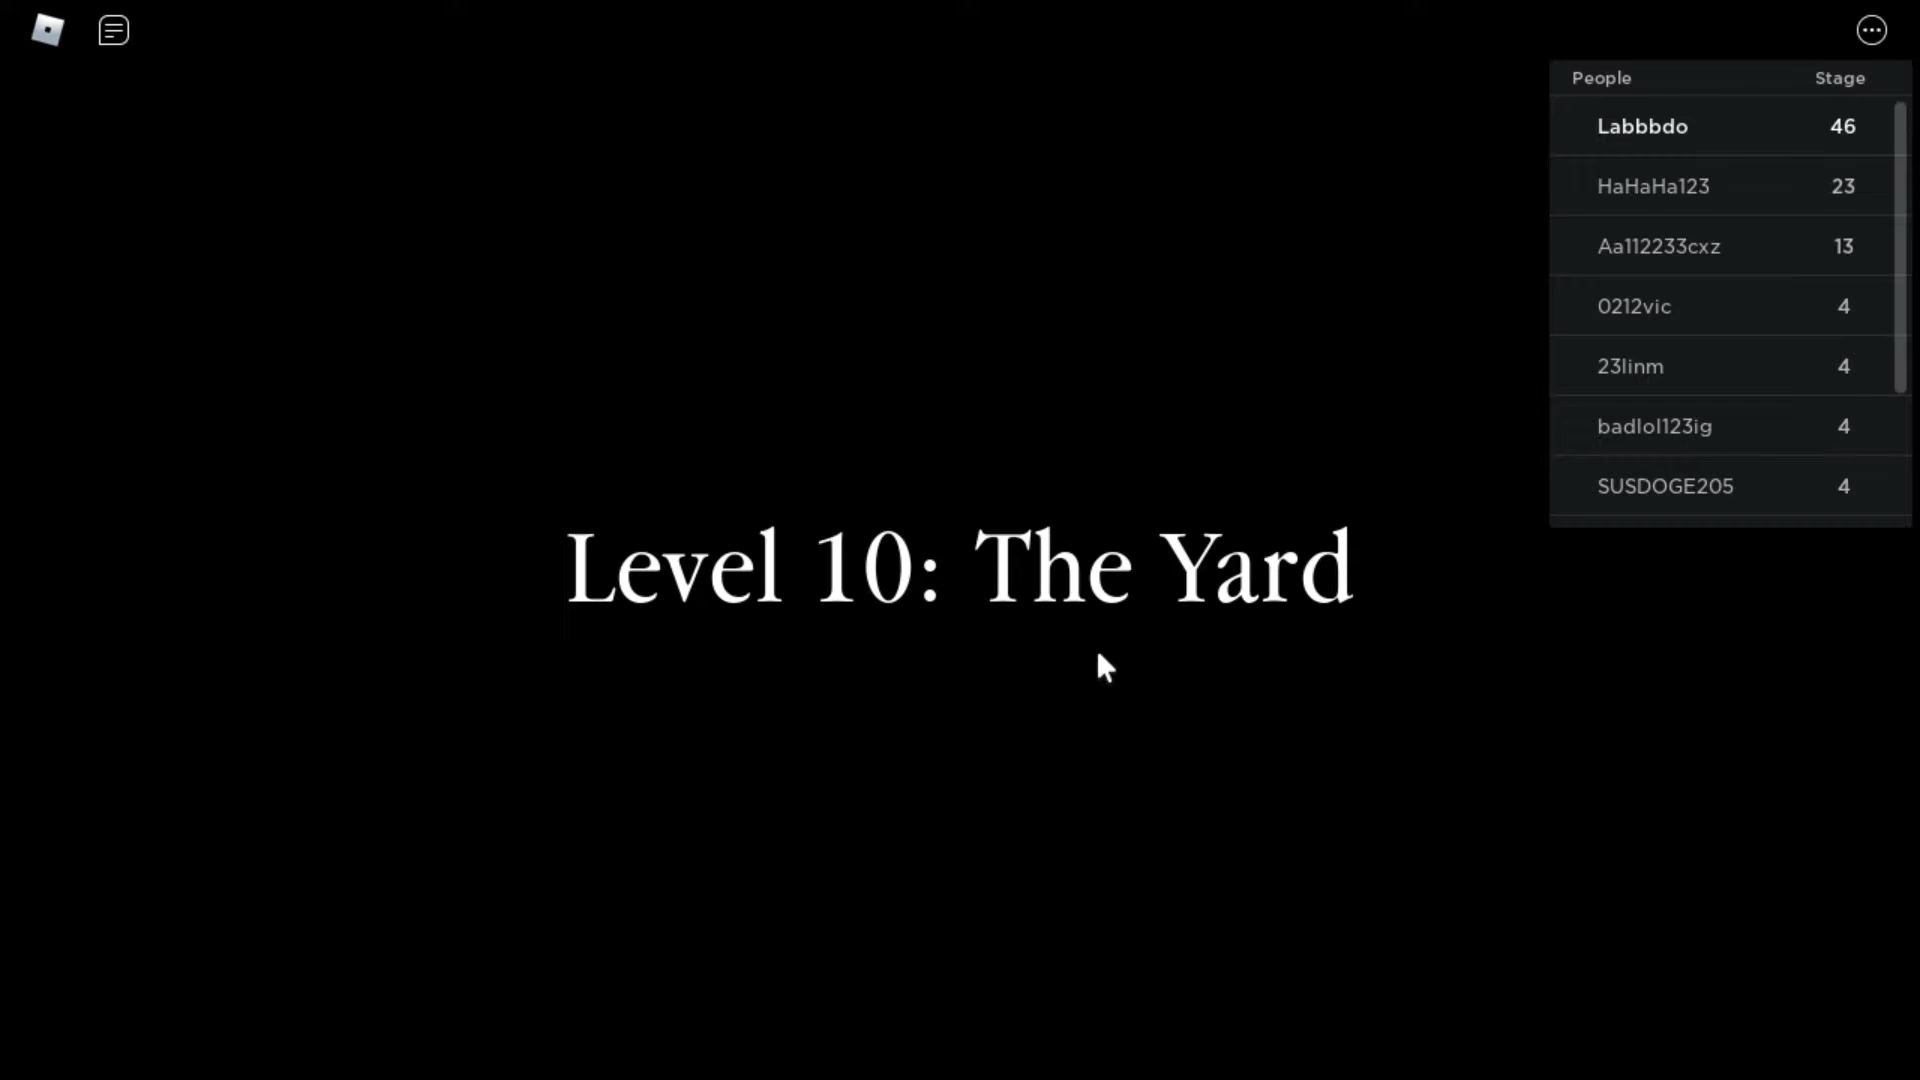 People Stage
Labbbdo 46
HaHaHa123 23
Aa112233cxz 13
0212vic 4
23linm 4
badlol123ig 4
SUSDOGE205 4
Level 10: The Yard